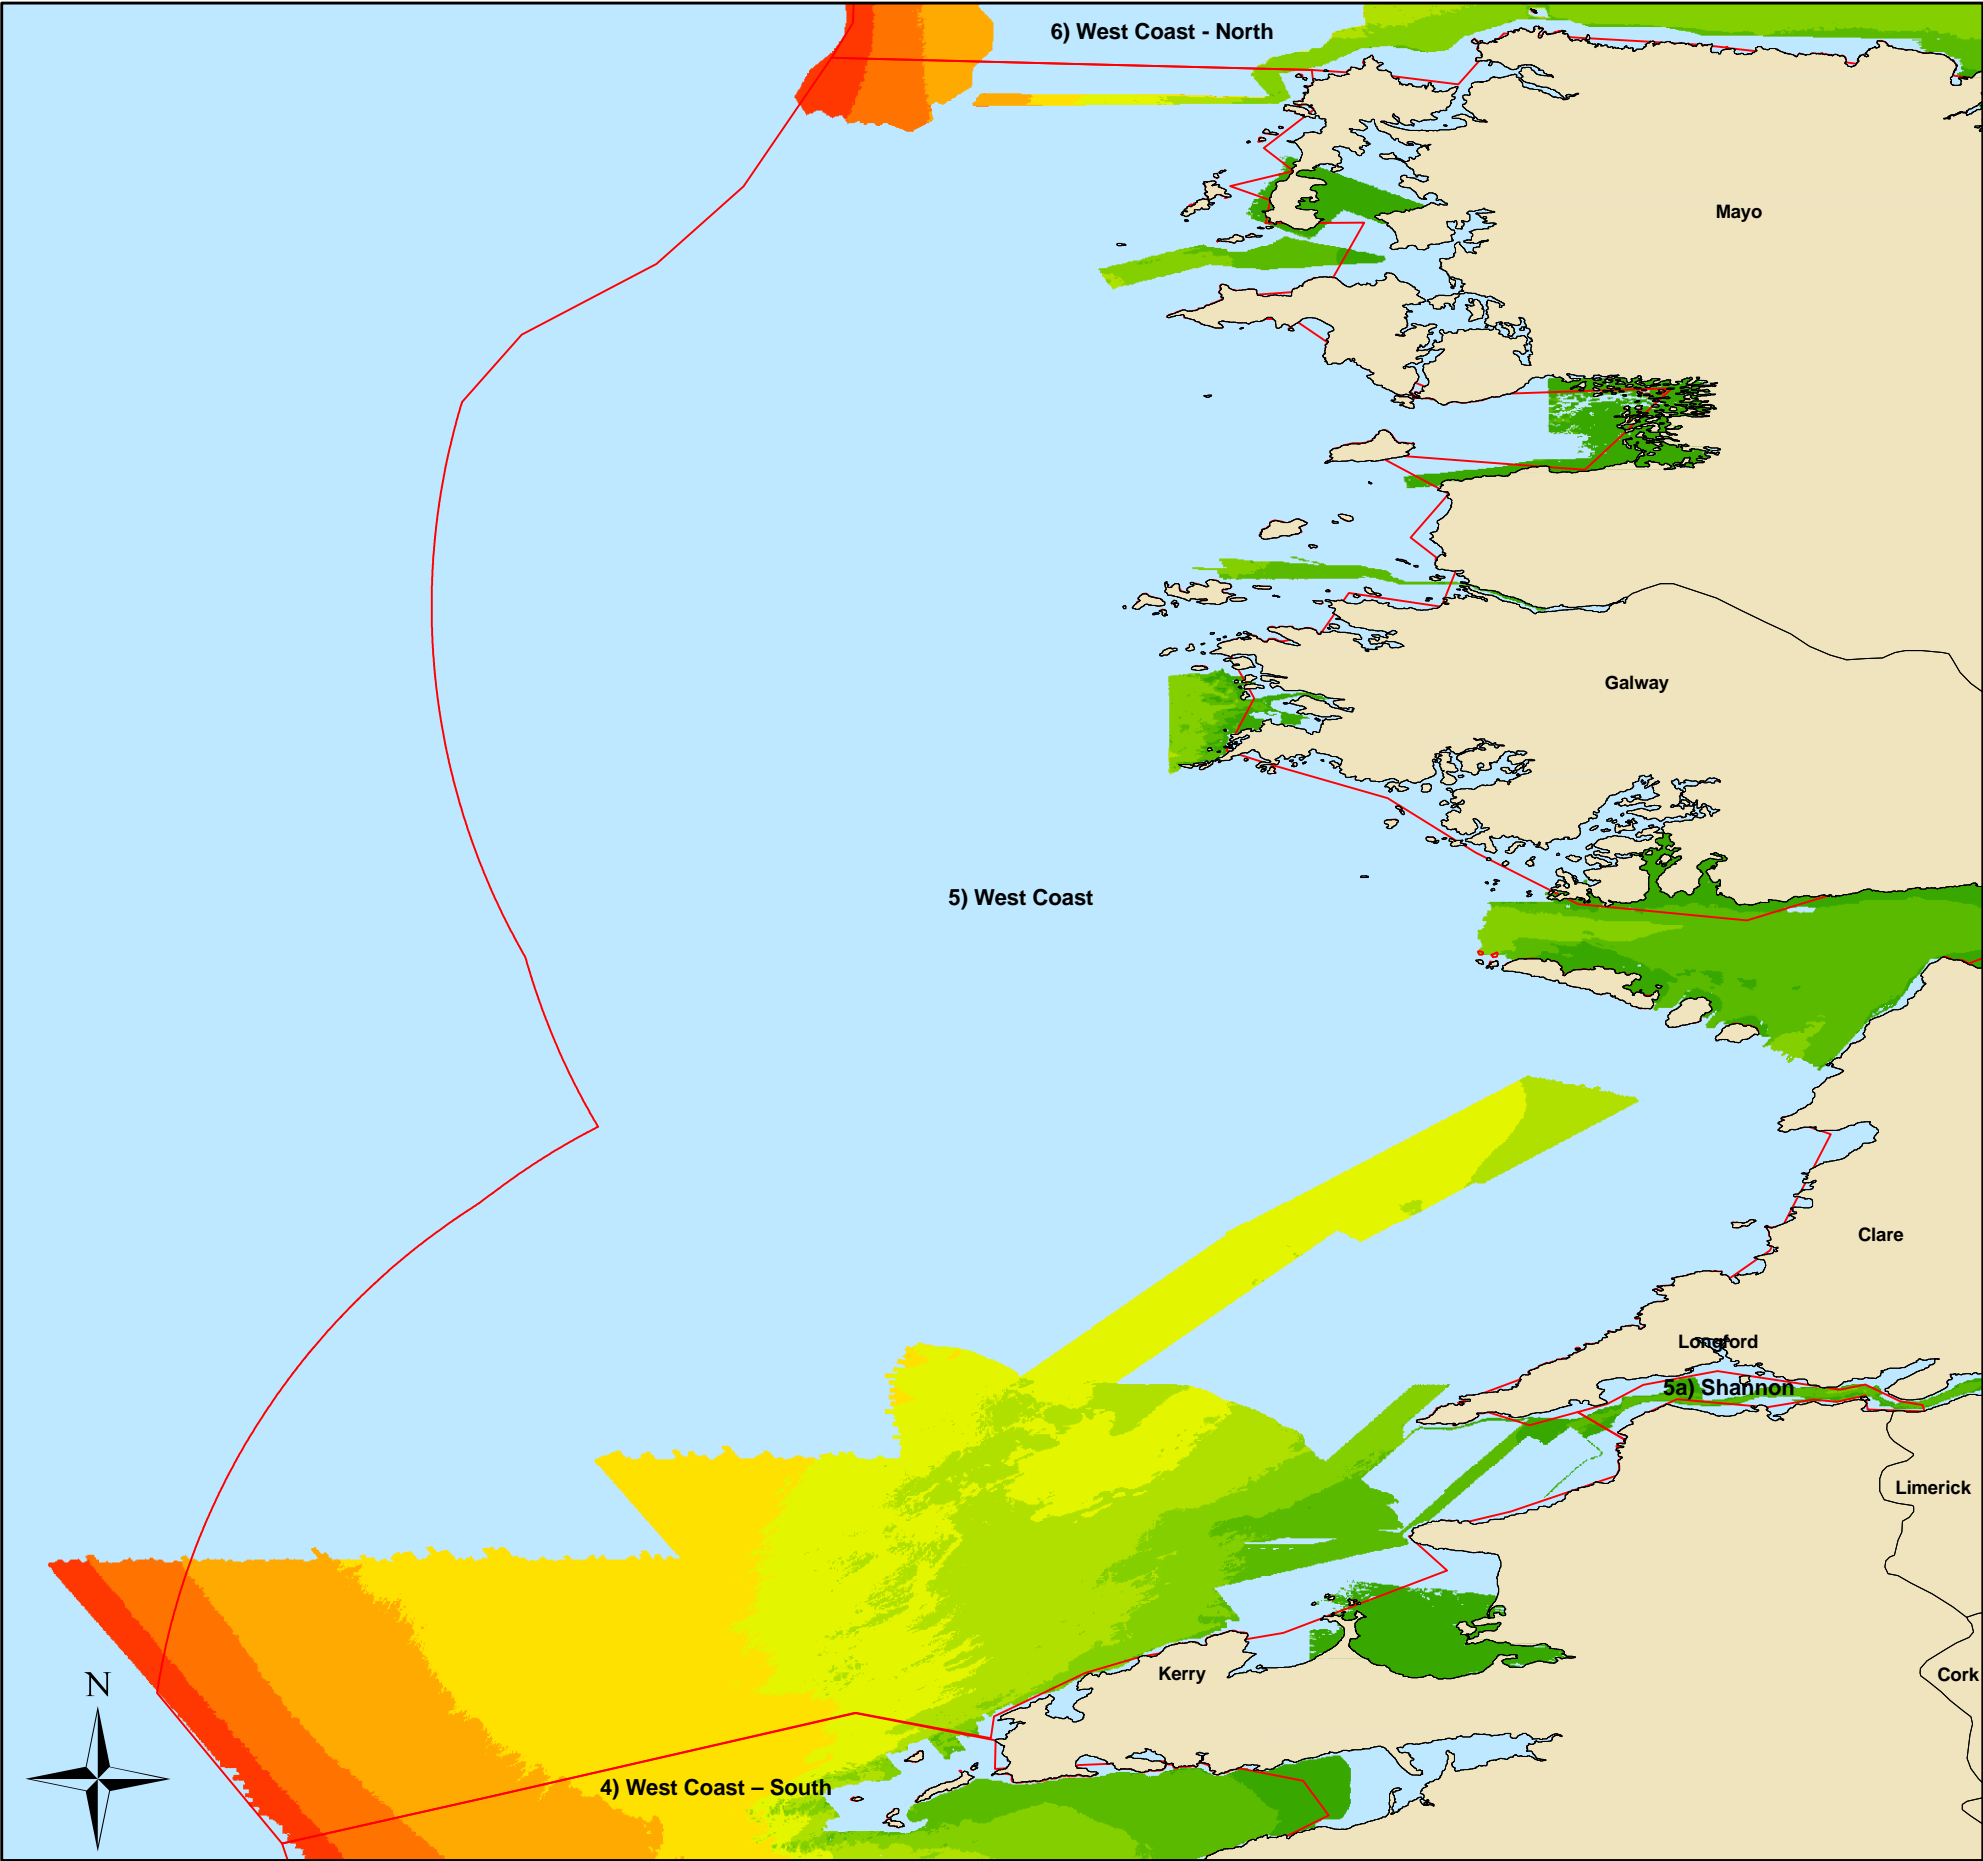 6) West Coast - North
Mayo
Galway
5) West Coast
Clare
Longford
5a) Shannon
Limerick
Kerry
Cork
N
4) West Coast – South